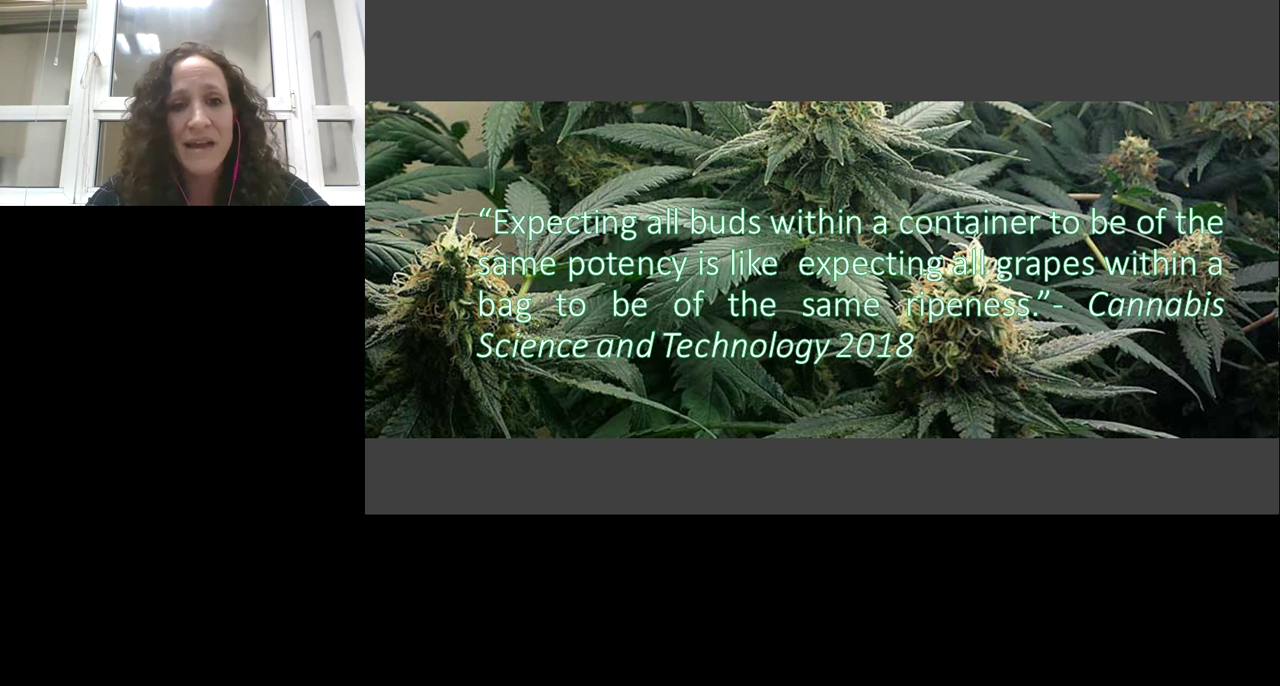 “Expecting all buds within a container to be of the
same potency is like expecting all grapes within a
bag to be of the same ripeness.”- Cannabis
Science and Technology 2018